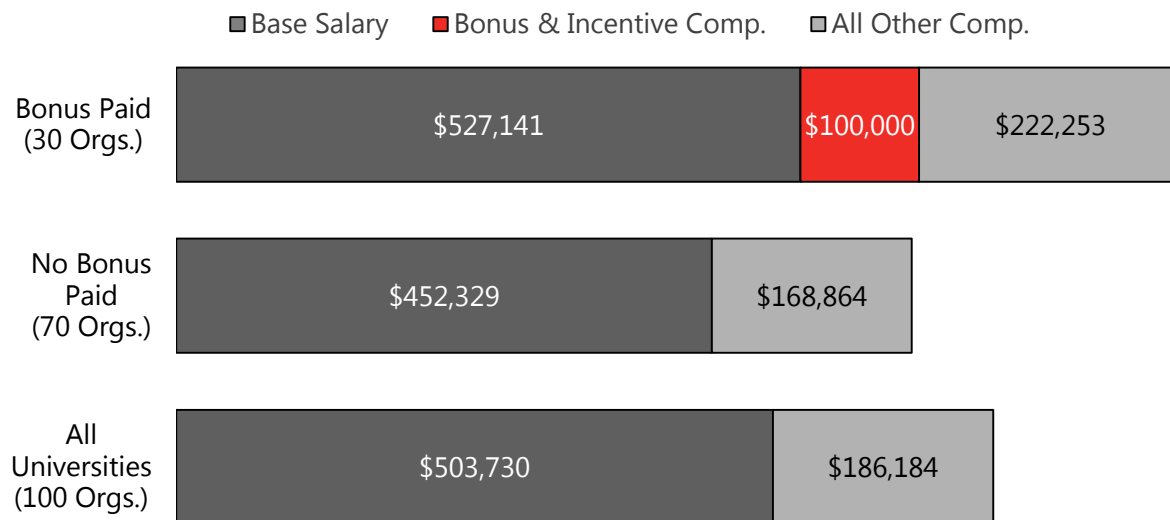 Base Salary Bonus & Incentive Comp. All Other Comp.
Bonus Paid
(30 Orgs.)
$527,141 $100,000 $222,253
No Bonus
Paid
(70 Orgs.)
$452,329 $168,864
All
Universities
(100 Orgs.)
$503,730 $186,184